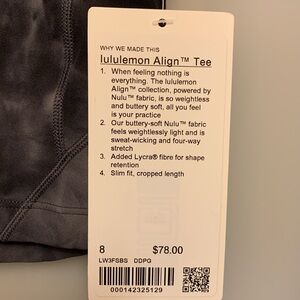 WHY WE MADE THIS
lululemon Align™ Tee
1. When feeling nothing is
everything. The lululemon
Align™ collection, powered by
Nulu™ fabric, is so weightless
and buttery soft, all you feel
is your practice
2. Our buttery-soft Nulu™ fabric
feels weightlessly light and is
sweat-wicking and four-way
stretch
3. Added Lycra® fibre for shape
retention
4. Slim fit, cropped length
8 $78.00
LW3FSBS DDPG
000142325129